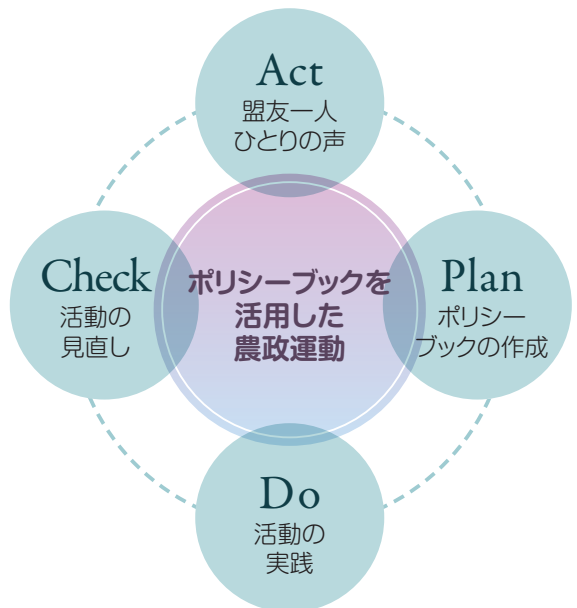 Act
盟友一人
ひとりの声
Check
活動の
見直し
ポリシーブックを
活用した
農政運動
Plan
ポリシー
ブックの作成
Do
活動の
実践